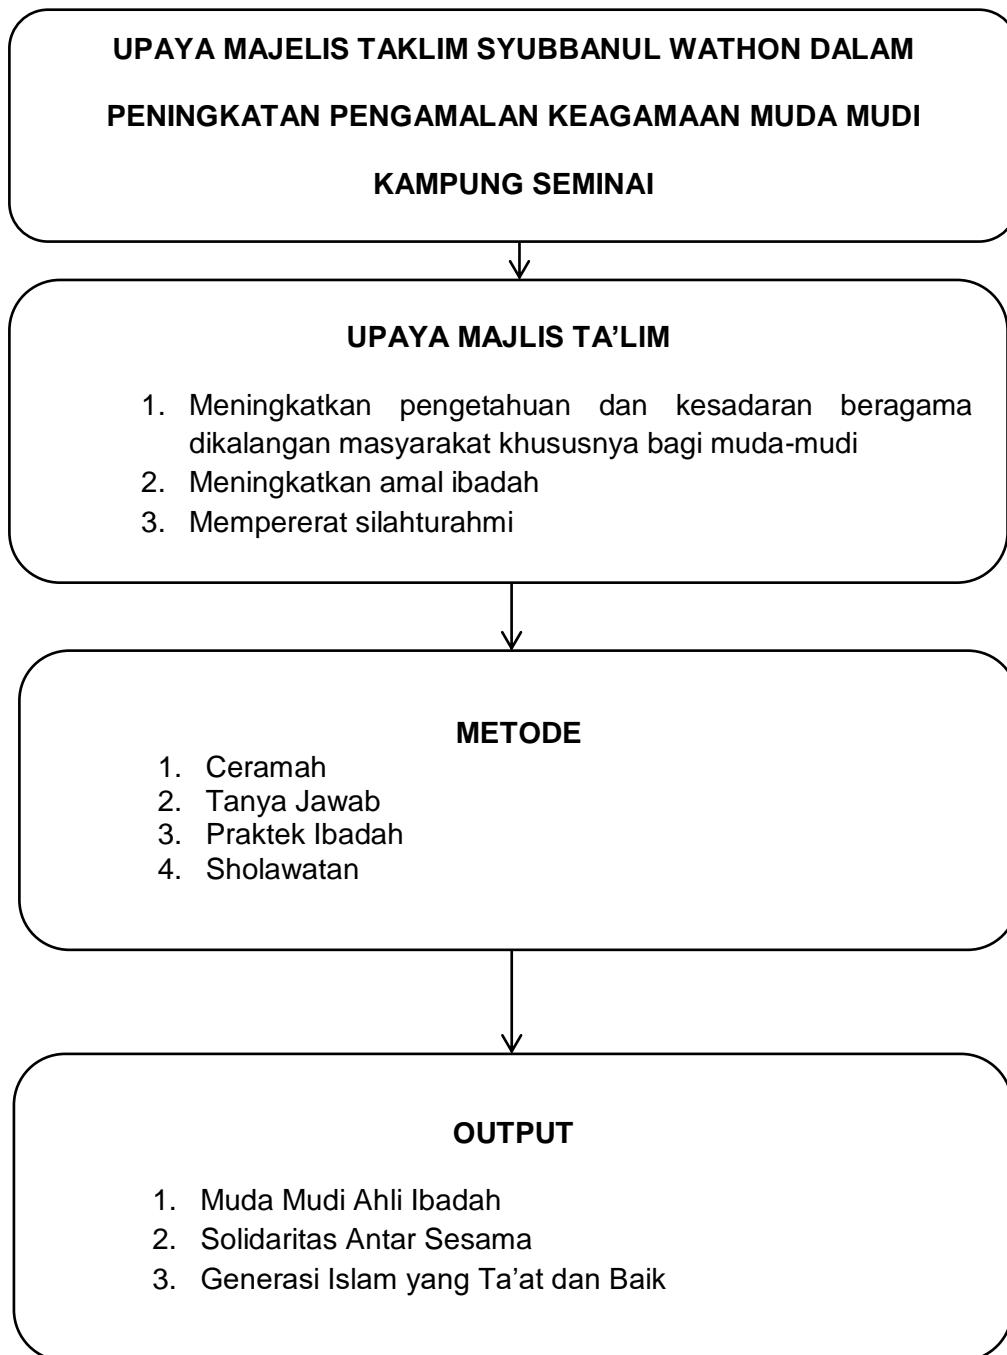 UPAYA MAJELIS TAKLIM SYUBBANUL WATHON DALAM
PENINGKATAN PENGAMALAN KEAGAMAAN MUDA MUDI
KAMPUNG SEMINAI
UPAYA MAJLIS TA’LIM
1. Meningkatkan pengetahuan dan kesadaran beragama
dikalangan masyarakat khususnya bagi muda-mudi
2. Meningkatkan amal ibadah
3. Mempererat silahturahmi
METODE
1. Ceramah
2. Tanya Jawab
3. Praktek Ibadah
4. Sholawatan
OUTPUT
1. Muda Mudi Ahli Ibadah
2. Solidaritas Antar Sesama
3. Generasi Islam yang Ta’at dan Baik